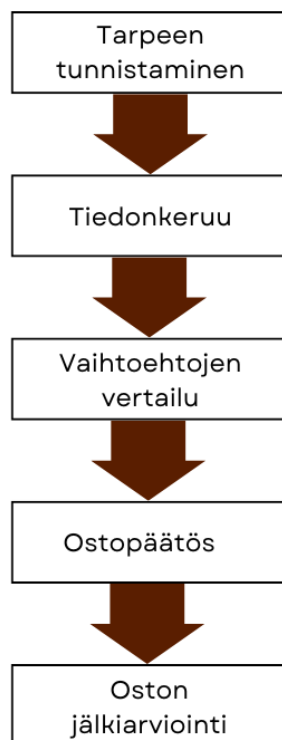 Tarpeen
tunnistaminen
Tiedonkeruu
Vaihtoehtojen
vertailu
Ostopäätös
Oston
jälkiarviointi